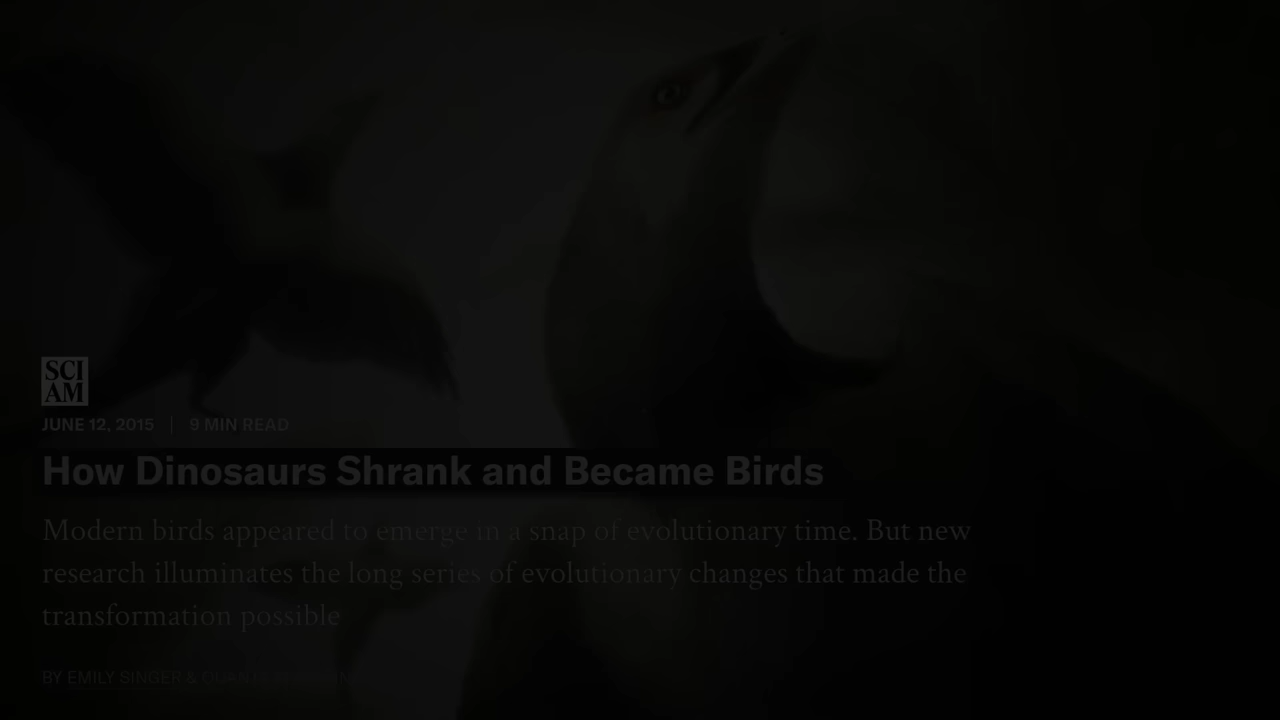 SCI
AM
JUNE 12, 2015 | 9 MIN READ
How Dinosaurs Shrank and Became Birds
Modern birds appeared to emerge in a snap of evolutionary time. But new
research illuminates the long series of evolutionary changes that made the
transformation possible
BY EMILY SINGER &